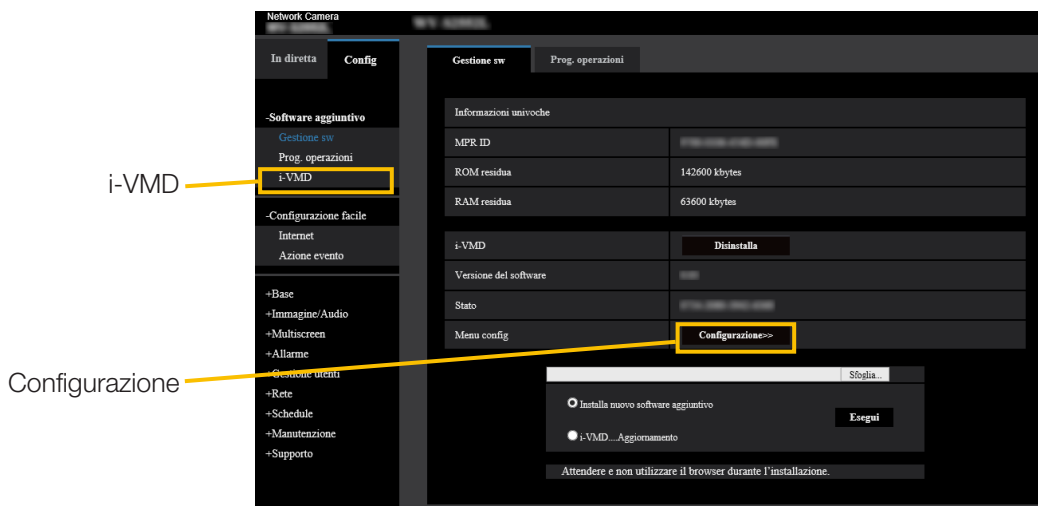 Network Camera
In diretta Config
Gestione sw Prog. operazioni
-Software aggiuntivo
Gestione sw
Prog. operazioni
i-VMD
-Configurazione facile
Internet
Azione evento
+Base
+Immagine/Audio
+Multiscreen
+Allarme
+Gestione utenti
+Rete
+Schedule
+Manutenzione
+Supporto
Informazioni univoche
MPR ID
ROM residua 142600 kbytes
RAM residua 63600 kbytes
i-VMD Disinstalla
Versione del software
Stato
Menu config Configurazione>>
Sfoglia...
Installa nuovo software aggiuntivo
Esegui
i-VMD....Aggiornamento
Attendere e non utilizzare il browser durante l'installazione.
i-VMD
Configurazione